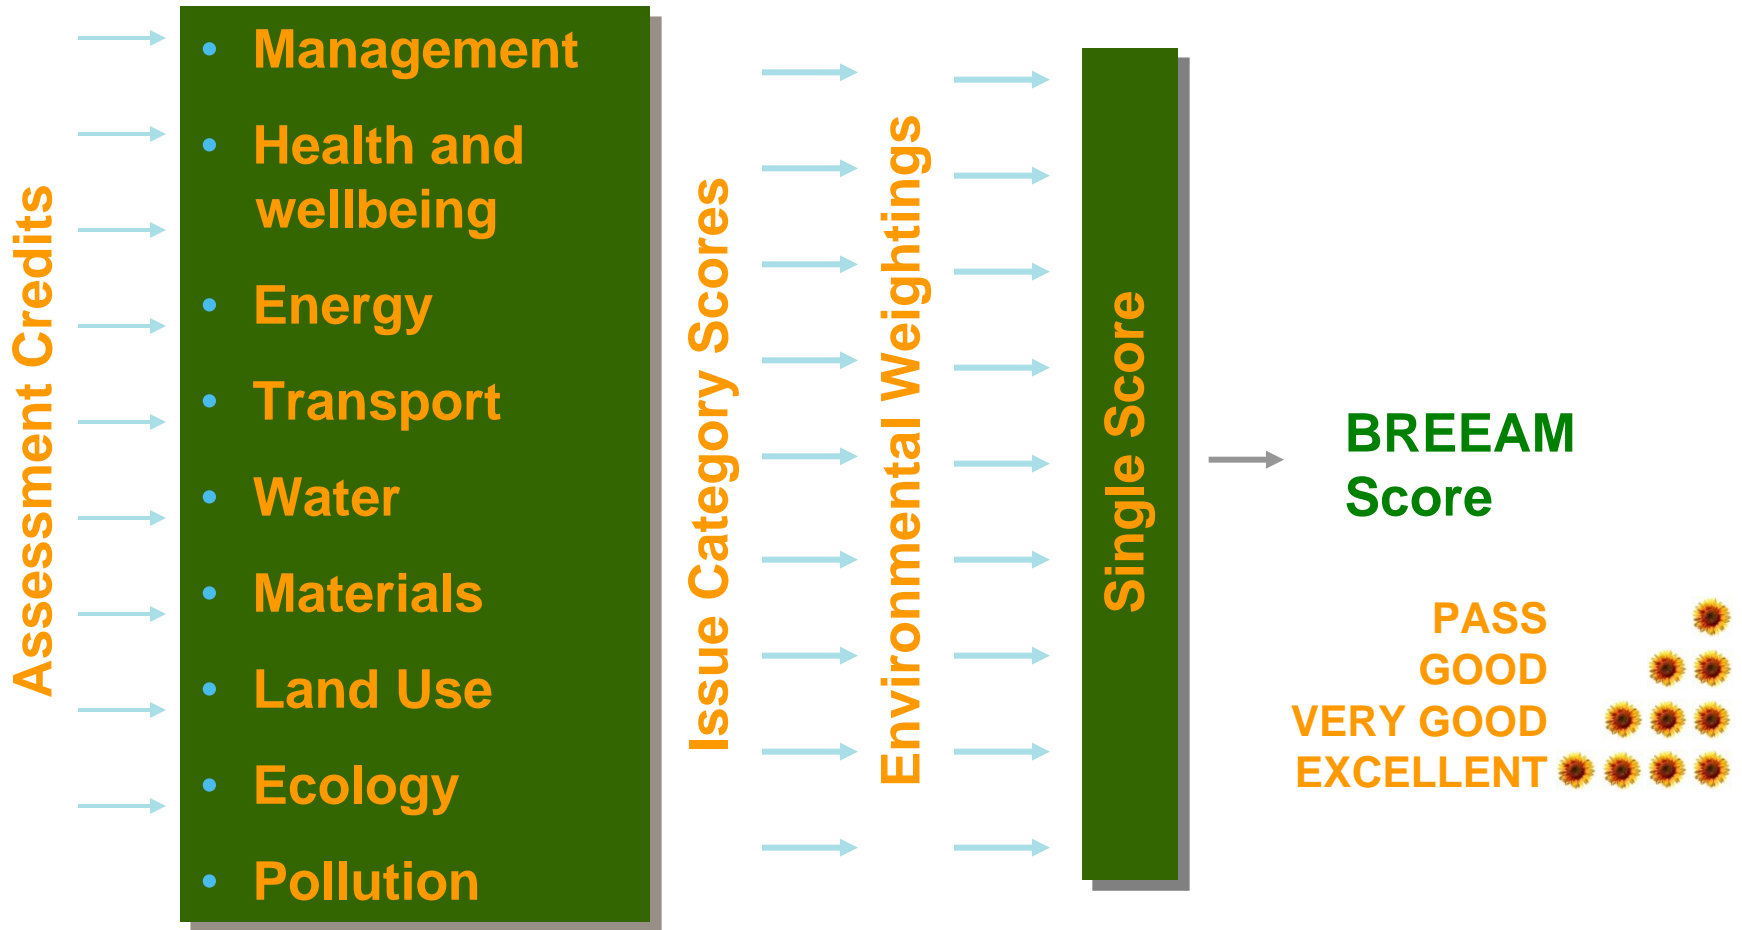 Assessment Credits
• Management
• Health and
wellbeing
• Energy
• Transport
• Water
• Materials
• Land Use
• Ecology
• Pollution
Issue Category Scores
Environmental Weightings
Single Score
BREEAM
Score
PASS
GOOD
VERY GOOD
EXCELLENT